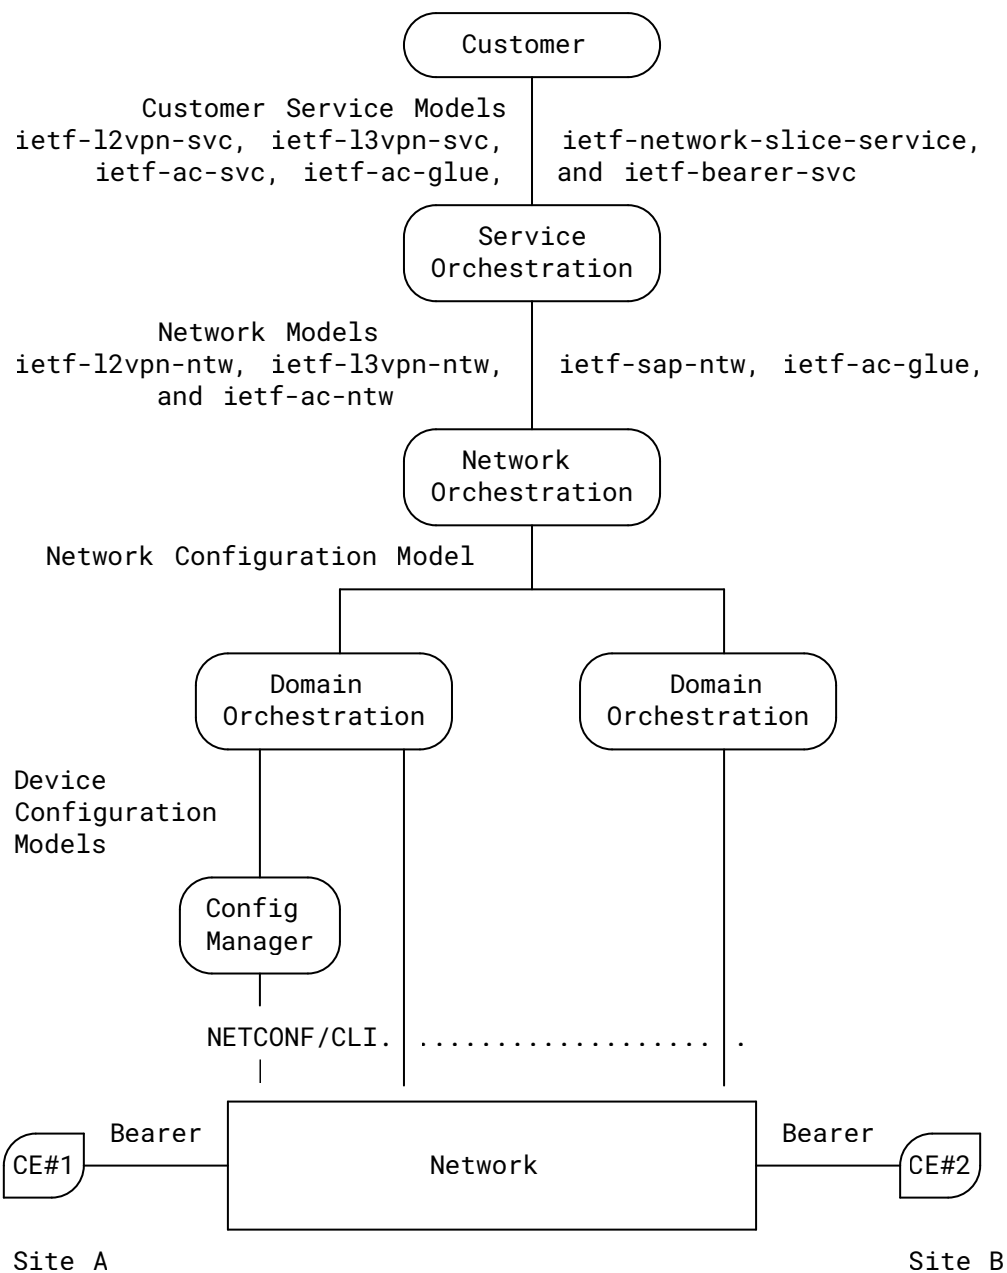 Customer
Customer Service Models
ietf-l2vpn-svc, ietf-l3vpn-svc, ietf-network-slice-service,
ietf-ac-svc, ietf-ac-glue, and ietf-bearer-svc
Service
Orchestration
Network Models
ietf-l2vpn-ntw, ietf-l3vpn-ntw, ietf-sap-ntw, ietf-ac-glue,
and ietf-ac-ntw
Network
Orchestration
Network Configuration Model
Domain Domain
Orchestration Orchestration
Device
Configuration
Models
Config
Manager
NETCONF/CLI. ................... .
Bearer Bearer
CE#1 Network CE#2
Site A Site B